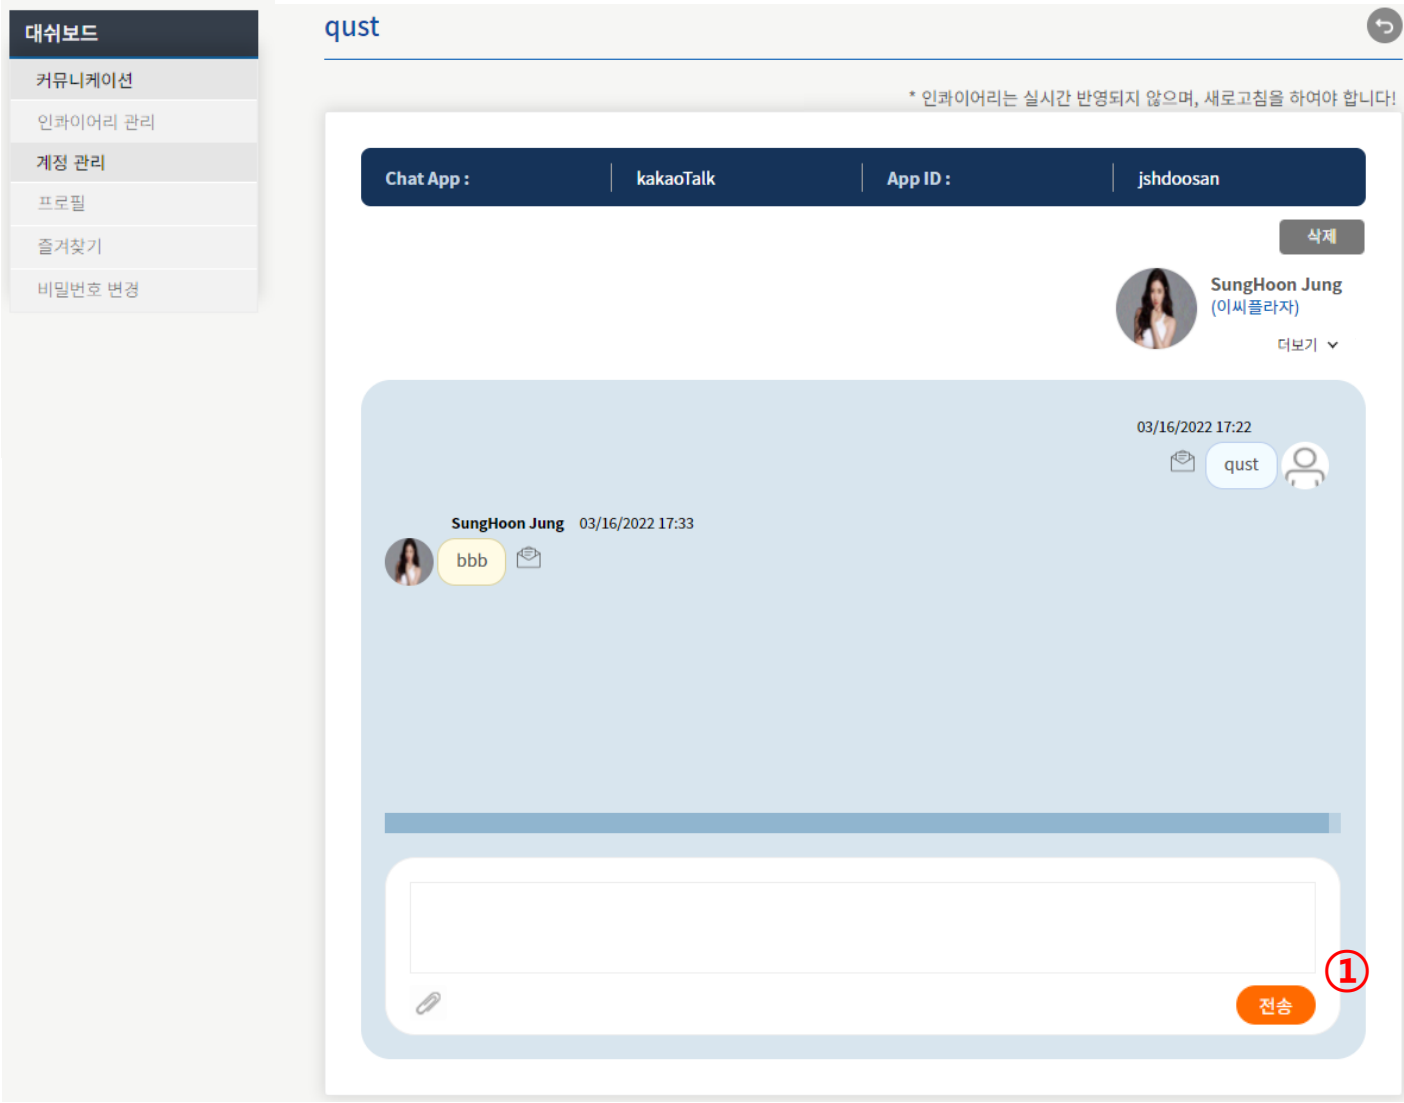 대쉬보드
커뮤니케이션
인콰이어리 관리
계정 관리
프로필
즐겨찾기
비밀번호 변경
qust
* 인콰이어리는 실시간 반영되지 않으며, 새로고침을 하여야 합니다!
Chat App : kakaoTalk App ID : jshdoosan
삭제
SungHoon Jung
(이씨플라자)
더보기
03/16/2022 17:22
qust
SungHoon Jung 03/16/2022 17:33
bbb
①
전송